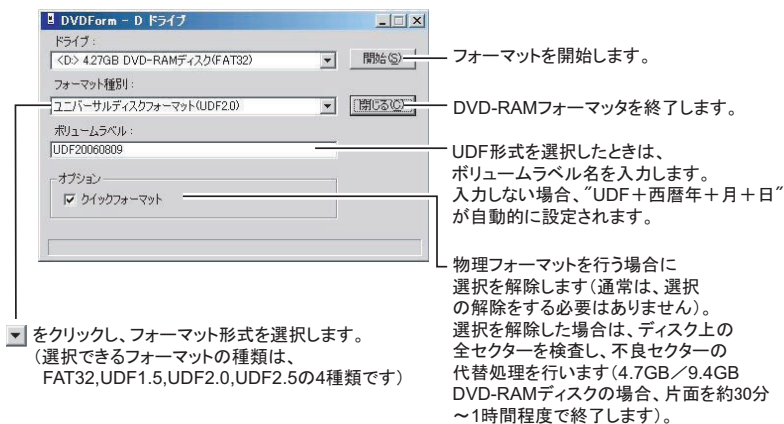 DVDForm - D ドライブ
ドライブ:
<D:> 4.27GB DVD-RAMディスク(FAT32)
開始(S)
フォーマットを開始します。
フォーマット種別:
ユニバーサルディスクフォーマット(UDF2.0)
閉じる(C)
DVD-RAMフォーマッタを終了します。
ボリュームラベル:
UDF20060809
UDF形式を選択したときは、
ボリュームラベル名を入力します。
入力しない場合、"UDF+西暦年+月+日"
が自動的に設定されます。
オプション
クイックフォーマット
物理フォーマットを行う場合に
選択を解除します(通常は、選択
の解除をする必要はありません)。
選択を解除した場合は、ディスク上の
全セクターを検査し、不良セクターの
代替処理を行います(4.7GB/9.4GB
DVD-RAMディスクの場合、片面を約30分
~1時間程度で終了します)。
をクリックし、フォーマット形式を選択します。
(選択できるフォーマットの種類は、
FAT32,UDF1.5,UDF2.0,UDF2.5の4種類です)